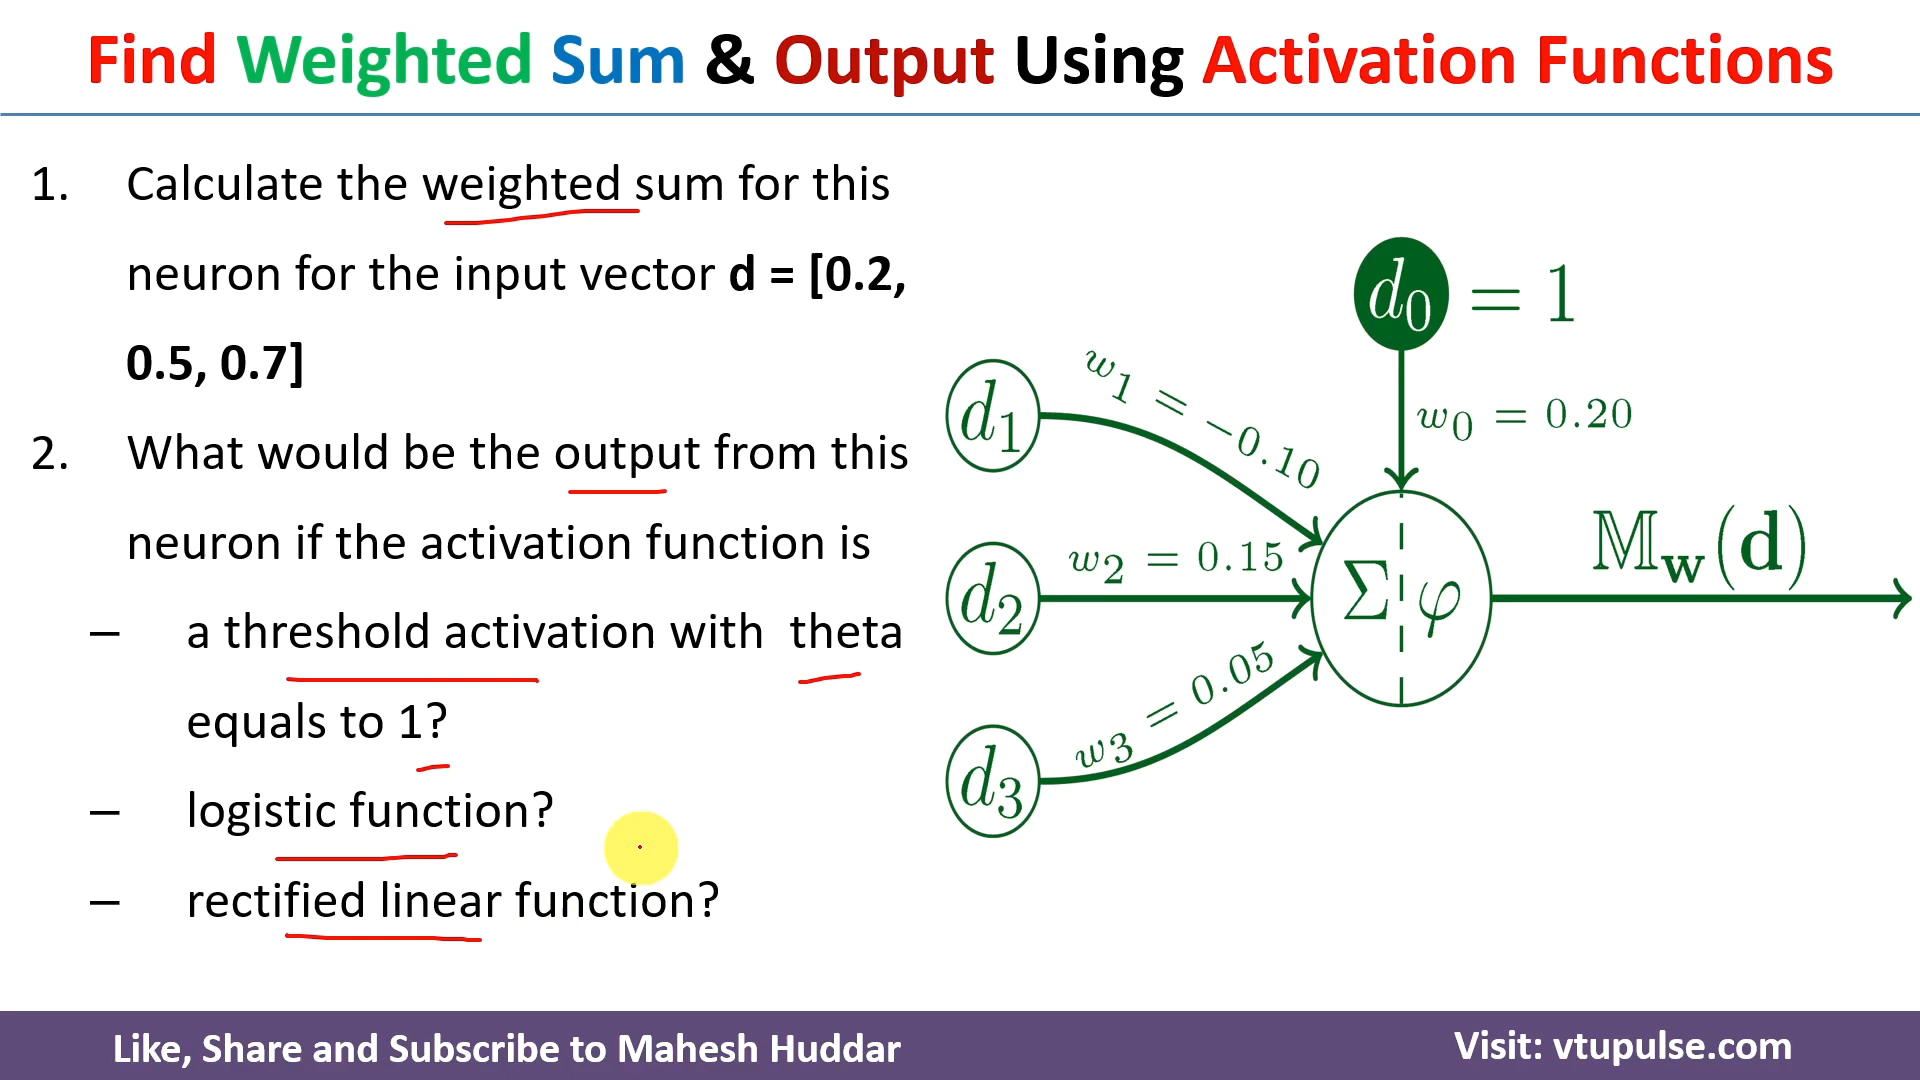 Find Weighted Sum & Output Using Activation Functions
1. Calculate the weighted sum for this
neuron for the input vector d = [0.2,
0.5, 0.7]
2. What would be the output from this
neuron if the activation function is
– a threshold activation with theta
equals to 1?
– logistic function?
– rectified linear function?
d₀ = 1
w₀ = 0.20
d₁
w₁ = −0.10
d₂
w₂ = 0.15
d₃
w₃ = 0.05
Σ φ
𝕄𝐰(𝐝)
Like, Share and Subscribe to Mahesh Huddar
Visit: vtupulse.com